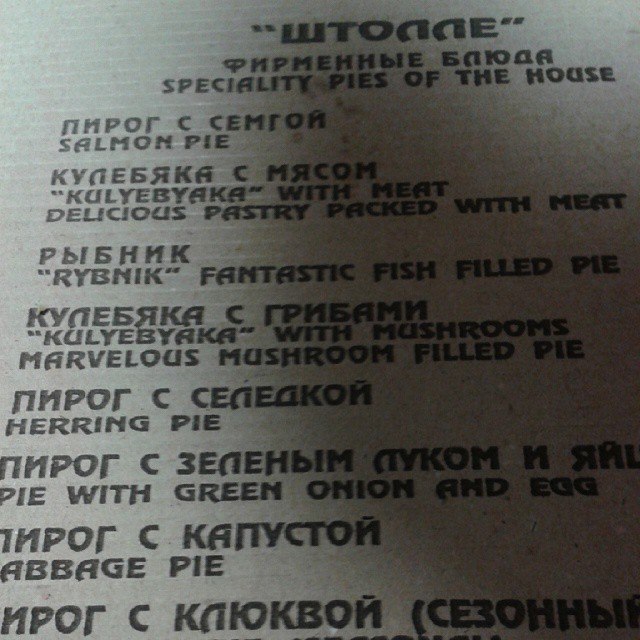 "ШТОЛЛЕ"
ФИРМЕННЫЕ БЛЮДА
SPECIALITY PIES OF THE HOUSE
ПИРОГ С СЕМГОЙ
SALMON PIE
КУЛЕБЯКА С МЯСОМ
"KULYEBYAKA" WITH MEAT
DELICIOUS PASTRY PACKED WITH MEAT
РЫБНИК
"RYBNIK" FANTASTIC FISH FILLED PIE
КУЛЕБЯКА С ГРИБАМИ
"KULYEBYAKA" WITH MUSHROOMS
MARVELOUS MUSHROOM FILLED PIE
ПИРОГ С СЕЛЕДКОЙ
HERRING PIE
ПИРОГ С ЗЕЛЕНЫМ ЛУКОМ И ЯЙЦ
PIE WITH GREEN ONION AND EGG
ПИРОГ С КАПУСТОЙ
ABBAGE PIE
ИРОГ С КЛЮКВОЙ (СЕЗОННЫЙ